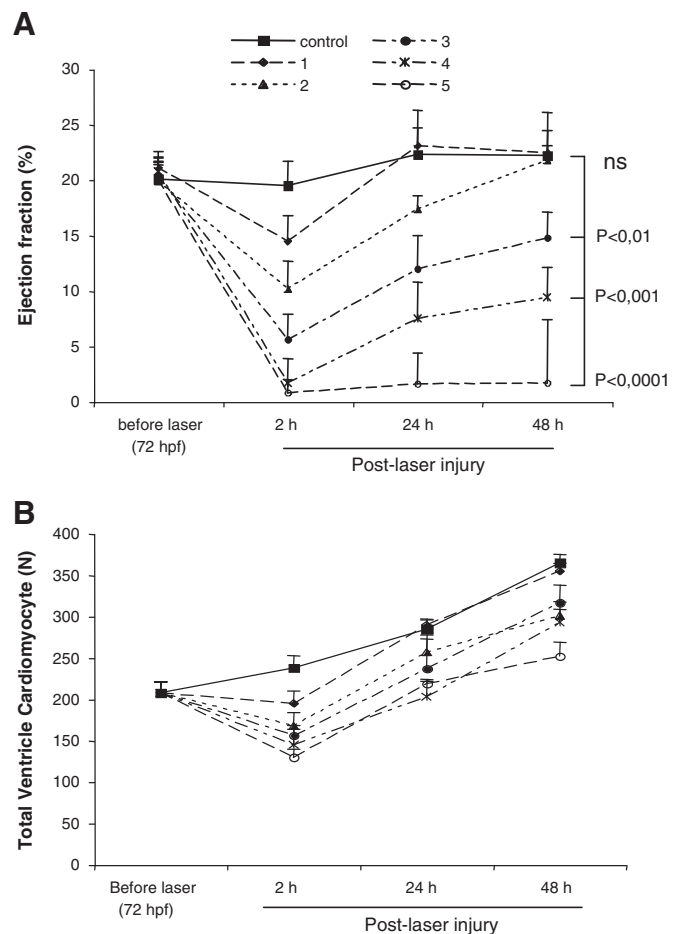 A
control
1
2
3
4
5
30
25
20
15
10
5
0
Ejection fraction (%)
ns
P<0,01
P<0,001
P<0,0001
before laser
(72 hpf)
2 h
24 h
48 h
Post-laser injury
B
400
350
300
250
200
150
100
50
0
Total Ventricle Cardiomyocyte (N)
Before laser
(72 hpf)
2 h
24 h
48 h
Post-laser injury